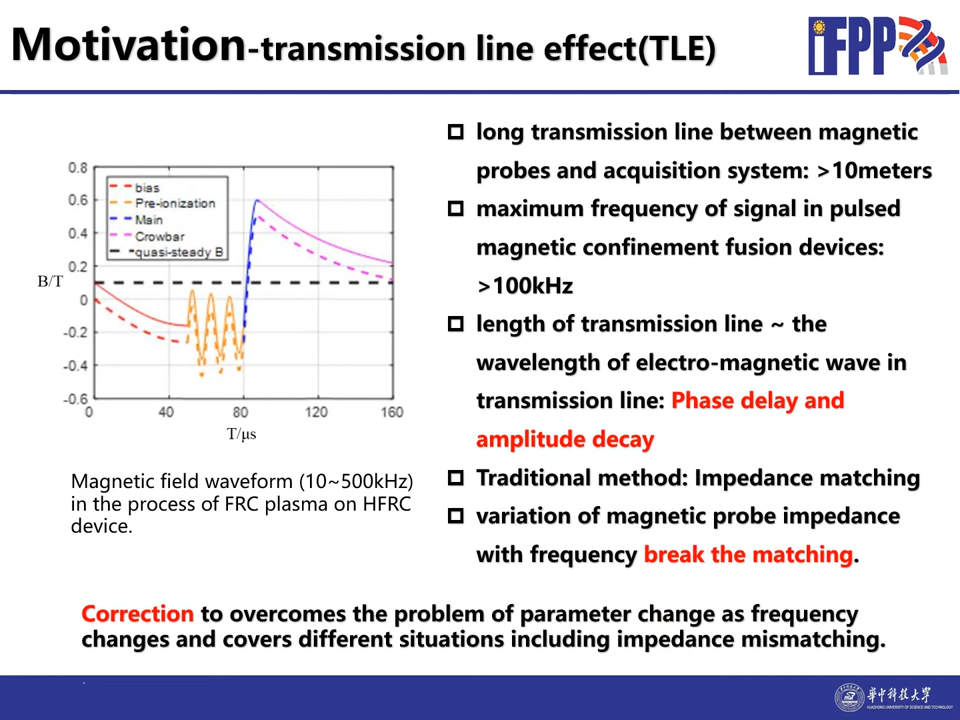 Motivation-transmission line effect(TLE)
iFPP
long transmission line between magnetic
probes and acquisition system: >10meters
maximum frequency of signal in pulsed
magnetic confinement fusion devices:
>100kHz
length of transmission line ~ the
wavelength of electro-magnetic wave in
transmission line: Phase delay and
amplitude decay
Traditional method: Impedance matching
variation of magnetic probe impedance
with frequency break the matching.
0.8
0.6
0.4
0.2
0
-0.2
-0.4
-0.6
B/T
bias
Pre-ionization
Main
Crowbar
quasi-steady B
0 40 80 120 160
T/μs
Magnetic field waveform (10~500kHz)
in the process of FRC plasma on HFRC
device.
Correction to overcomes the problem of parameter change as frequency
changes and covers different situations including impedance mismatching.
华中科技大学
HUAZHONG UNIVERSITY OF SCIENCE AND TECHNOLOGY